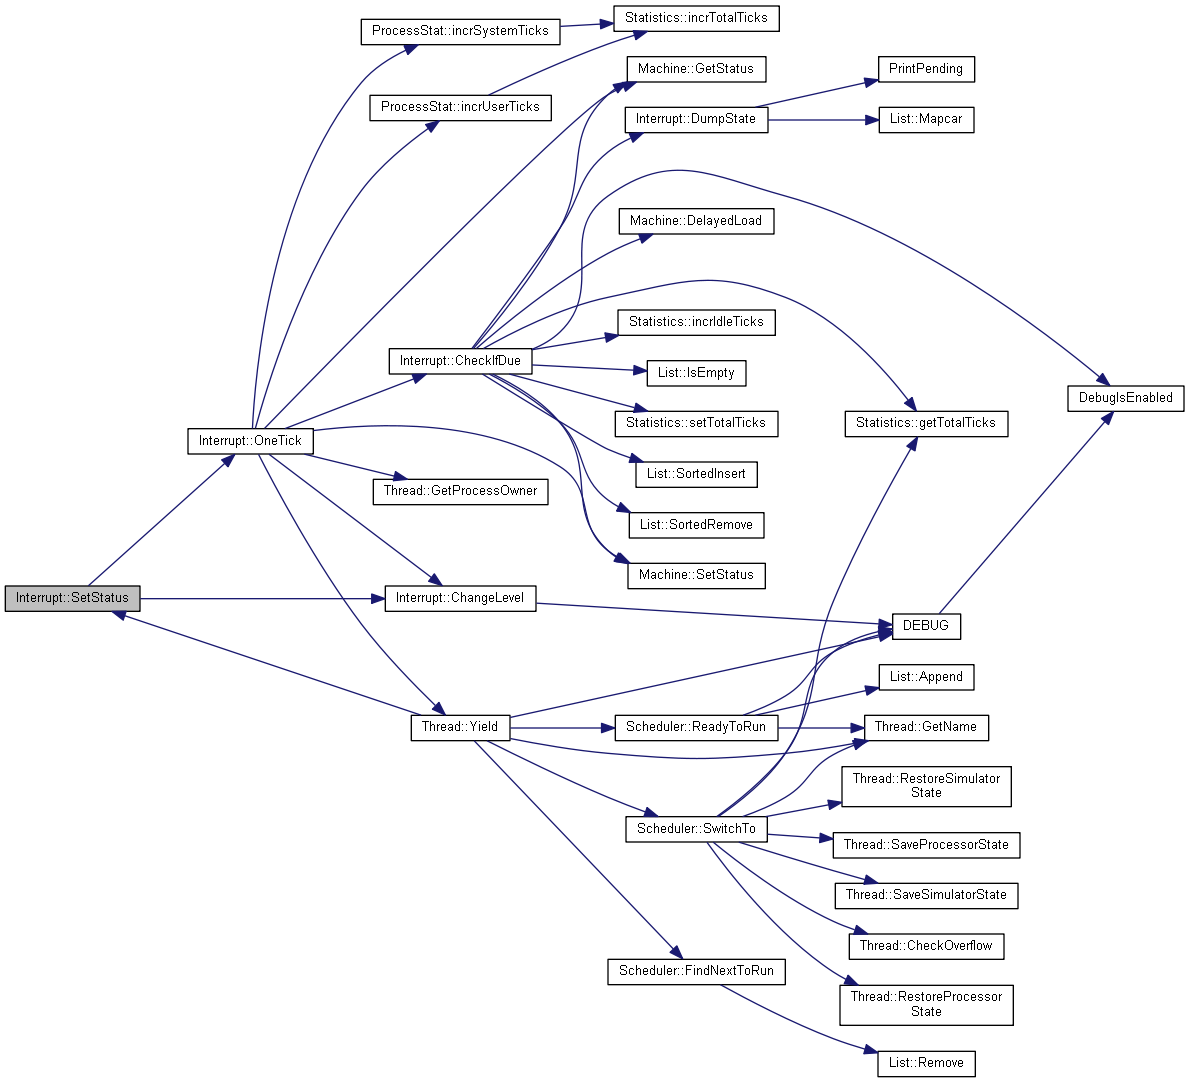 Statistics::incrTotalTicks
ProcessStat::incrSystemTicks
Machine::GetStatus
PrintPending
ProcessStat::incrUserTicks
Interrupt::DumpState
List::Mapcar
Machine::DelayedLoad
Statistics::incrIdleTicks
Interrupt::CheckIfDue
List::IsEmpty
DebugIsEnabled
Statistics::setTotalTicks
Statistics::getTotalTicks
Interrupt::OneTick
List::SortedInsert
Thread::GetProcessOwner
List::SortedRemove
Machine::SetStatus
Interrupt::SetStatus
Interrupt::ChangeLevel
DEBUG
List::Append
Thread::Yield
Scheduler::ReadyToRun
Thread::GetName
Thread::RestoreSimulator
State
Scheduler::SwitchTo
Thread::SaveProcessorState
Thread::SaveSimulatorState
Thread::CheckOverflow
Scheduler::FindNextToRun
Thread::RestoreProcessor
State
List::Remove